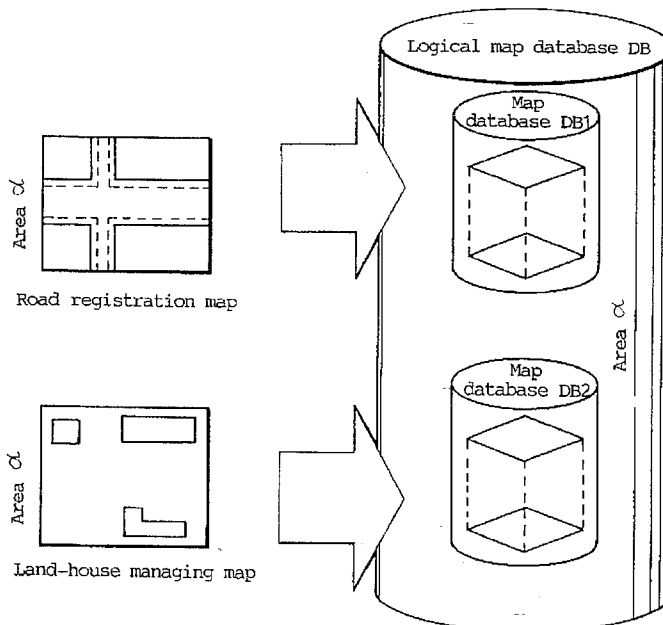 Logical map database DB
Map
database DB1
Area α
Road registration map
Area α
Map
database DB2
Area α
Land-house managing map